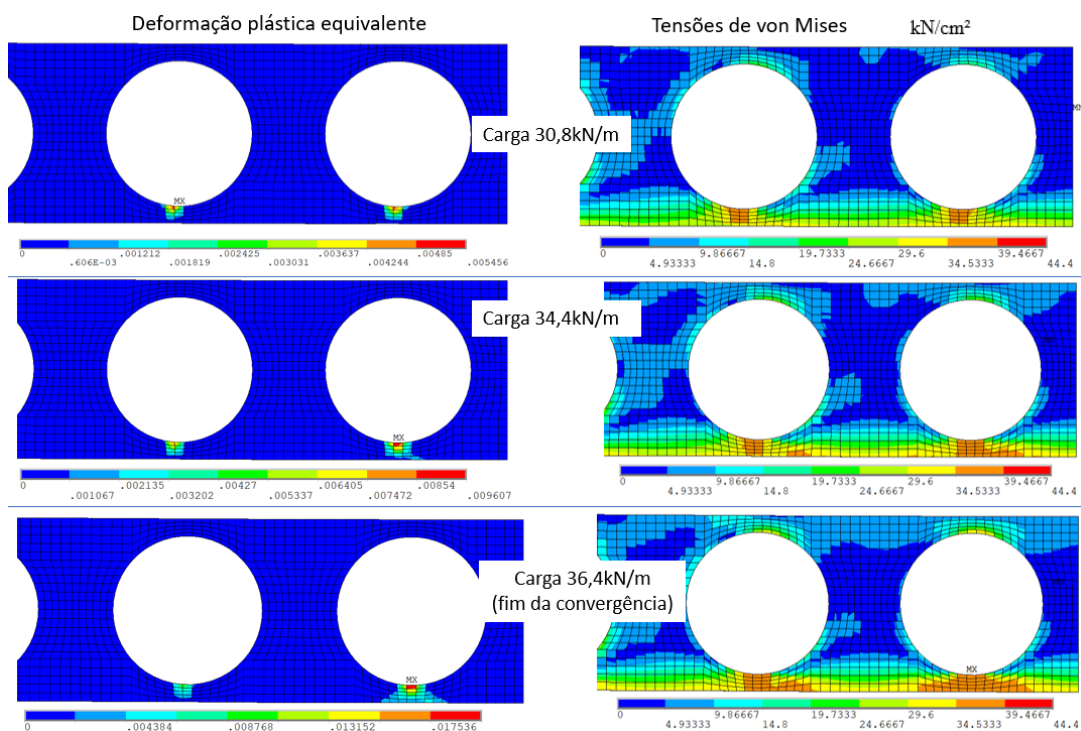 Deformação plástica equivalente
Tensões de von Mises kN/cm²
MX
Carga 30,8kN/m
0 .001212 .002425 .003637 .00485
.606E-03 .001819 .003031 .004244 .005456
0 9.86667 19.7333 29.6 39.4667
4.93333 14.8 24.6667 34.5333 44.4
Carga 34,4kN/m
MX
0 .002135 .00427 .006405 .00854
.001067 .003202 .005337 .007472 .009607
0 9.86667 19.7333 29.6 39.4667
4.93333 14.8 24.6667 34.5333 44.4
Carga 36,4kN/m
(fim da convergência)
MX
MX
0 .004384 .008768 .013152 .017536
0 9.86667 19.7333 29.6 39.4667
4.93333 14.8 24.6667 34.5333 44.4